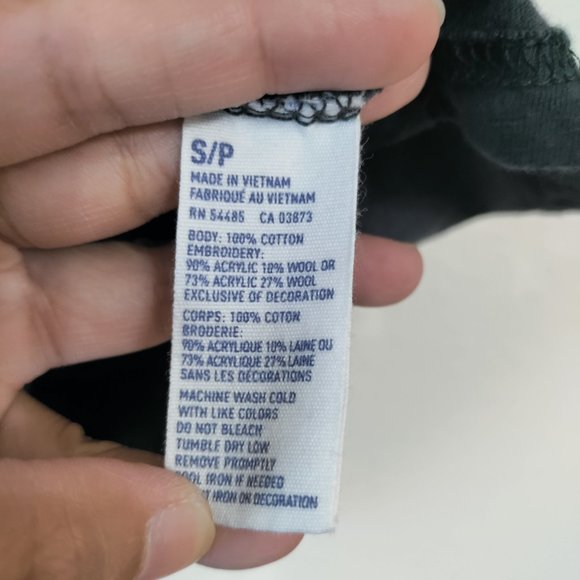 S/P
MADE IN VIETNAM
FABRIQUÉ AU VIETNAM
RN 54485 CA 03873
BODY: 100% COTTON
EMBROIDERY:
90% ACRYLIC 10% WOOL OR
73% ACRYLIC 27% WOOL
EXCLUSIVE OF DECORATION
CORPS: 100% COTON
BRODERIE:
90% ACRYLIQUE 10% LAINE OU
73% ACRYLIQUE 27% LAINE
SANS LES DÉCORATIONS
MACHINE WASH COLD
WITH LIKE COLORS
DO NOT BLEACH
TUMBLE DRY LOW
REMOVE PROMPTLY
IRON IF NEEDED
IRON ON DECORATION